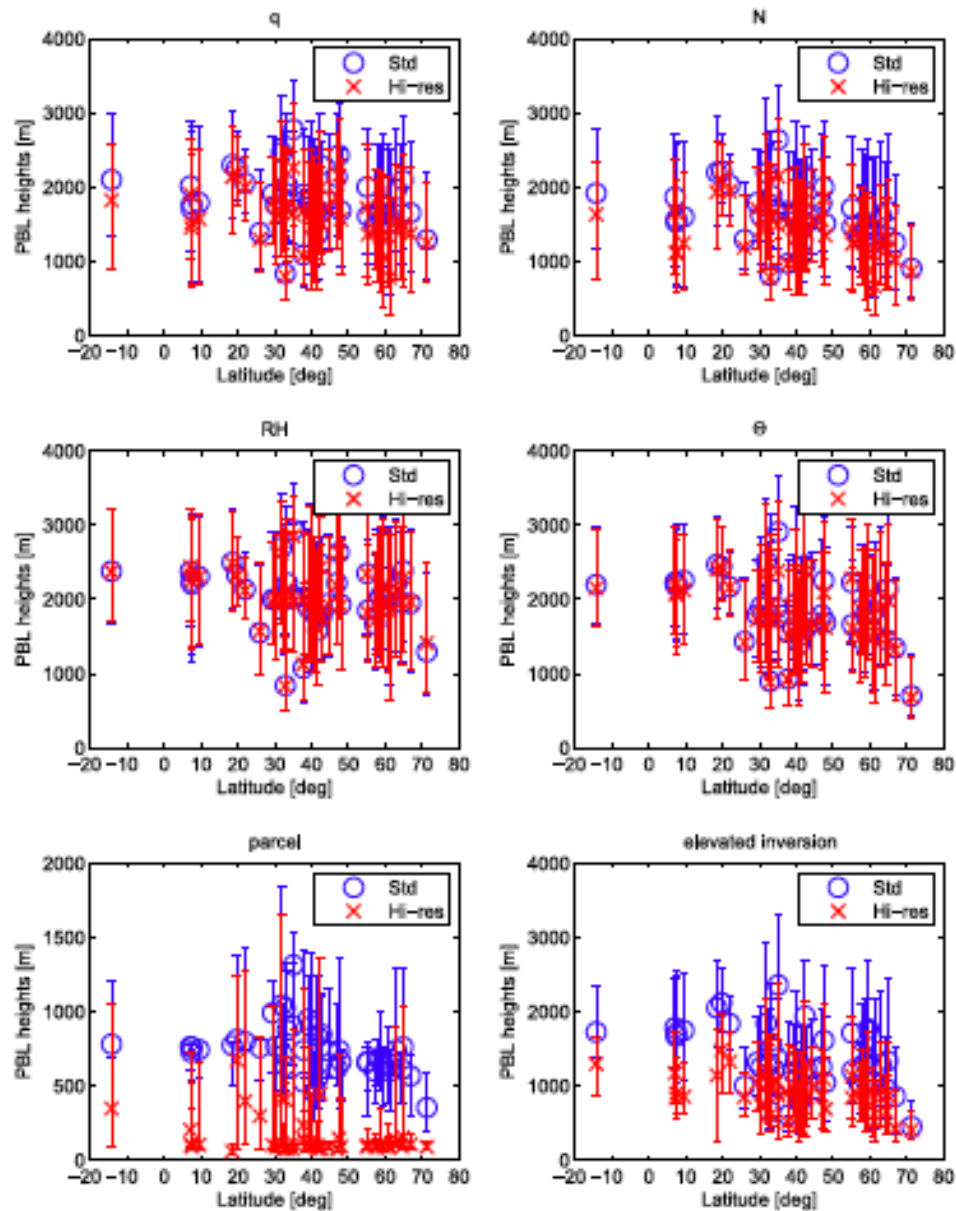 q
4000
3000
2000
1000
0
PBL heights [m]
Std
Hi-res
-20 -10 0 10 20 30 40 50 60 70 80
Latitude [deg]
N
4000
3000
2000
1000
0
PBL heights [m]
Std
Hi-res
-20 -10 0 10 20 30 40 50 60 70 80
Latitude [deg]
RH
4000
3000
2000
1000
0
PBL heights [m]
Std
Hi-res
-20 -10 0 10 20 30 40 50 60 70 80
Latitude [deg]
Θ
4000
3000
2000
1000
0
PBL heights [m]
Std
Hi-res
-20 -10 0 10 20 30 40 50 60 70 80
Latitude [deg]
parcel
2000
1500
1000
500
0
PBL heights [m]
Std
Hi-res
-20 -10 0 10 20 30 40 50 60 70 80
Latitude [deg]
elevated inversion
4000
3000
2000
1000
0
PBL heights [m]
Std
Hi-res
-20 -10 0 10 20 30 40 50 60 70 80
Latitude [deg]